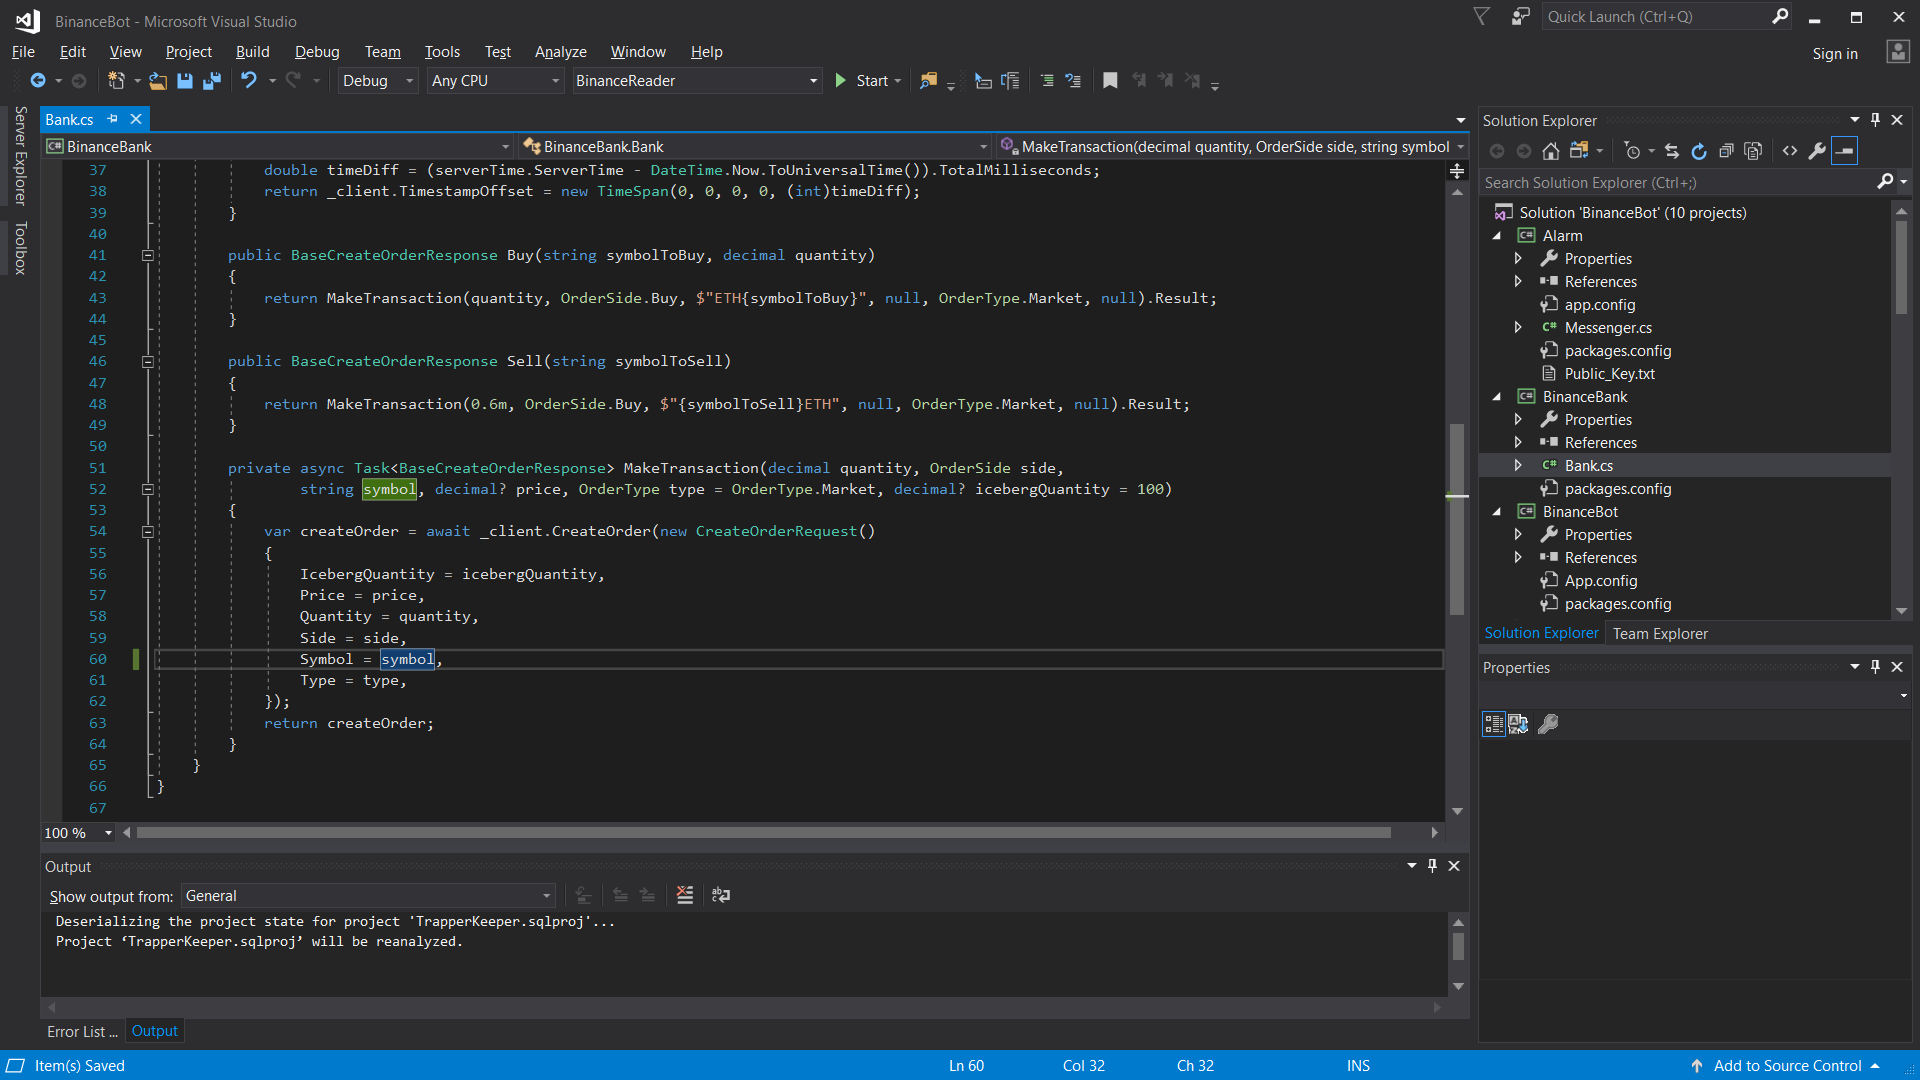 BinanceBot - Microsoft Visual Studio
Quick Launch (Ctrl+Q)
File Edit View Project Build Debug Team Tools Test Analyze Window Help
Sign in
Debug Any CPU BinanceReader Start
Server Explorer
Toolbox
Bank.cs
BinanceBank BinanceBank.Bank MakeTransaction(decimal quantity, OrderSide side, string symbol
37 double timeDiff = (serverTime.ServerTime - DateTime.Now.ToUniversalTime()).TotalMilliseconds;
38 return _client.TimestampOffset = new TimeSpan(0, 0, 0, 0, (int)timeDiff);
39 }
40
41 public BaseCreateOrderResponse Buy(string symbolToBuy, decimal quantity)
42 {
43 return MakeTransaction(quantity, OrderSide.Buy, $"ETH{symbolToBuy}", null, OrderType.Market, null).Result;
44 }
45
46 public BaseCreateOrderResponse Sell(string symbolToSell)
47 {
48 return MakeTransaction(0.6m, OrderSide.Buy, $"{symbolToSell}ETH", null, OrderType.Market, null).Result;
49 }
50
51 private async Task<BaseCreateOrderResponse> MakeTransaction(decimal quantity, OrderSide side,
52 string symbol, decimal? price, OrderType type = OrderType.Market, decimal? icebergQuantity = 100)
53 {
54 var createOrder = await _client.CreateOrder(new CreateOrderRequest()
55 {
56 IcebergQuantity = icebergQuantity,
57 Price = price,
58 Quantity = quantity,
59 Side = side,
60 Symbol = symbol,
61 Type = type,
62 });
63 return createOrder;
64 }
65 }
66 }
67
100 %
Output
Show output from: General
Deserializing the project state for project 'TrapperKeeper.sqlproj'...
Project ‘TrapperKeeper.sqlproj’ will be reanalyzed.
Error List ... Output
Solution Explorer
Search Solution Explorer (Ctrl+;)
Solution 'BinanceBot' (10 projects)
C# Alarm
Properties
References
app.config
C# Messenger.cs
packages.config
Public_Key.txt
C# BinanceBank
Properties
References
C# Bank.cs
packages.config
C# BinanceBot
Properties
References
App.config
packages.config
Solution Explorer Team Explorer
Properties
Item(s) Saved Ln 60 Col 32 Ch 32 INS Add to Source Control